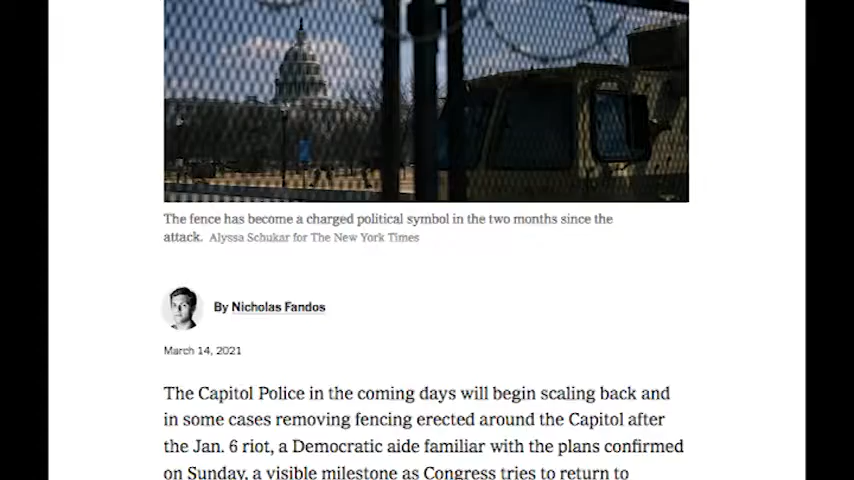 The fence has become a charged political symbol in the two months since the
attack. Alyssa Schukar for The New York Times
By Nicholas Fandos
March 14, 2021
The Capitol Police in the coming days will begin scaling back and
in some cases removing fencing erected around the Capitol after
the Jan. 6 riot, a Democratic aide familiar with the plans confirmed
on Sunday, a visible milestone as Congress tries to return to